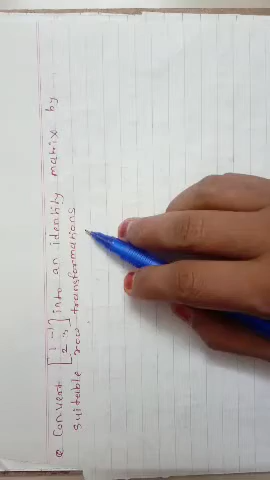 Convert [1 -1
2 3] into an identity matrix by
suitable row transformations